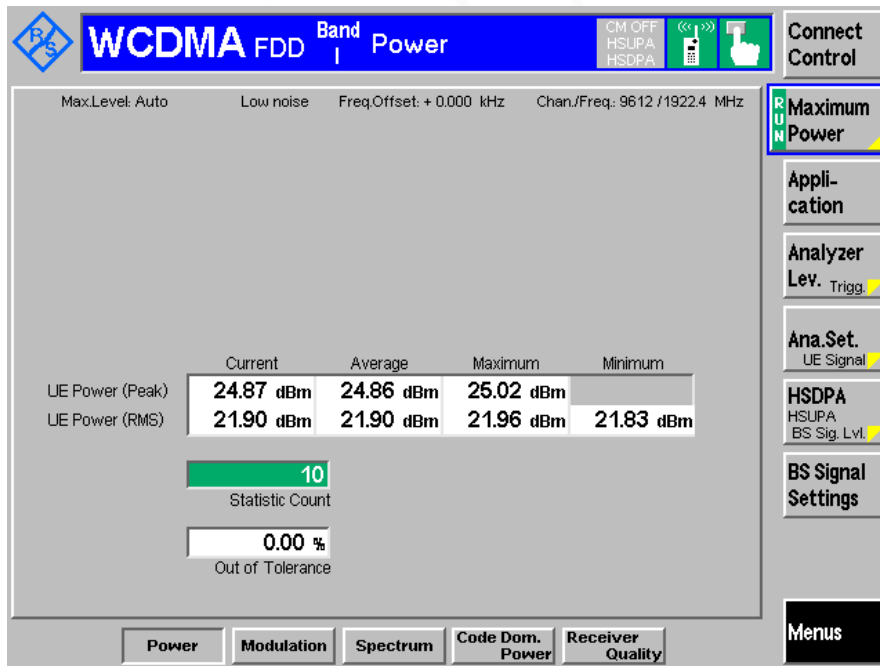 R&S WCDMA FDD Band I Power
CM OFF
HSUPA
HSDPA
Connect
Control
Max.Level: Auto Low noise Freq.Offset: + 0.000 kHz Chan./Freq.: 9612 /1922.4 MHz
RUN
Maximum
Power
Appli-
cation
Analyzer
Lev. Trigg.
Ana.Set.
UE Signal
HSDPA
HSUPA
BS Sig. Lvl.
BS Signal
Settings
Current Average Maximum Minimum
UE Power (Peak) 24.87 dBm 24.86 dBm 25.02 dBm
UE Power (RMS) 21.90 dBm 21.90 dBm 21.96 dBm 21.83 dBm
10
Statistic Count
0.00 %
Out of Tolerance
Power Modulation Spectrum Code Dom. Power Receiver Quality
Menus